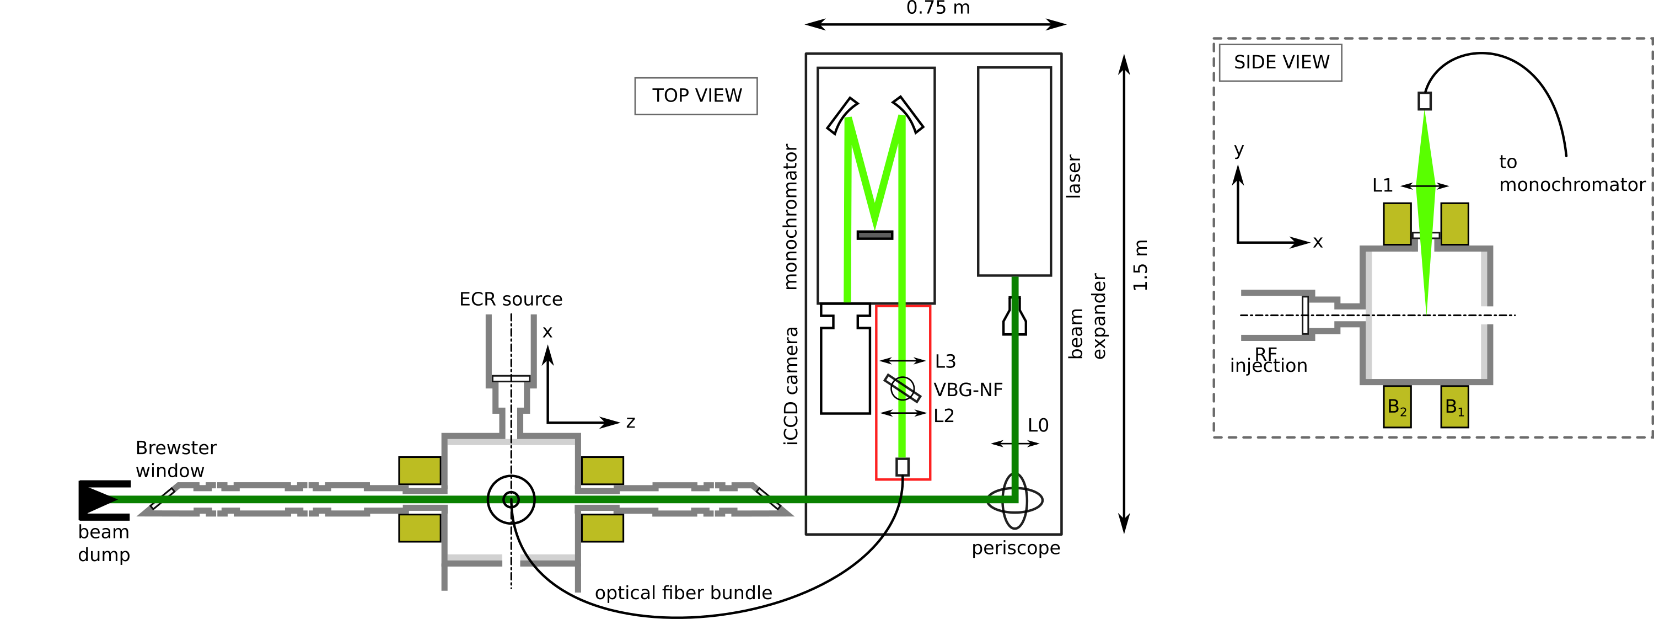 0.75 m
TOP VIEW
monochromator
laser
1.5 m
beam
expander
iCCD camera
L3
VBG-NF
L2
L0
ECR source
x
z
Brewster
window
beam
dump
periscope
optical fiber bundle
SIDE VIEW
y
x
L1
to
monochromator
RF
injection
B2
B1